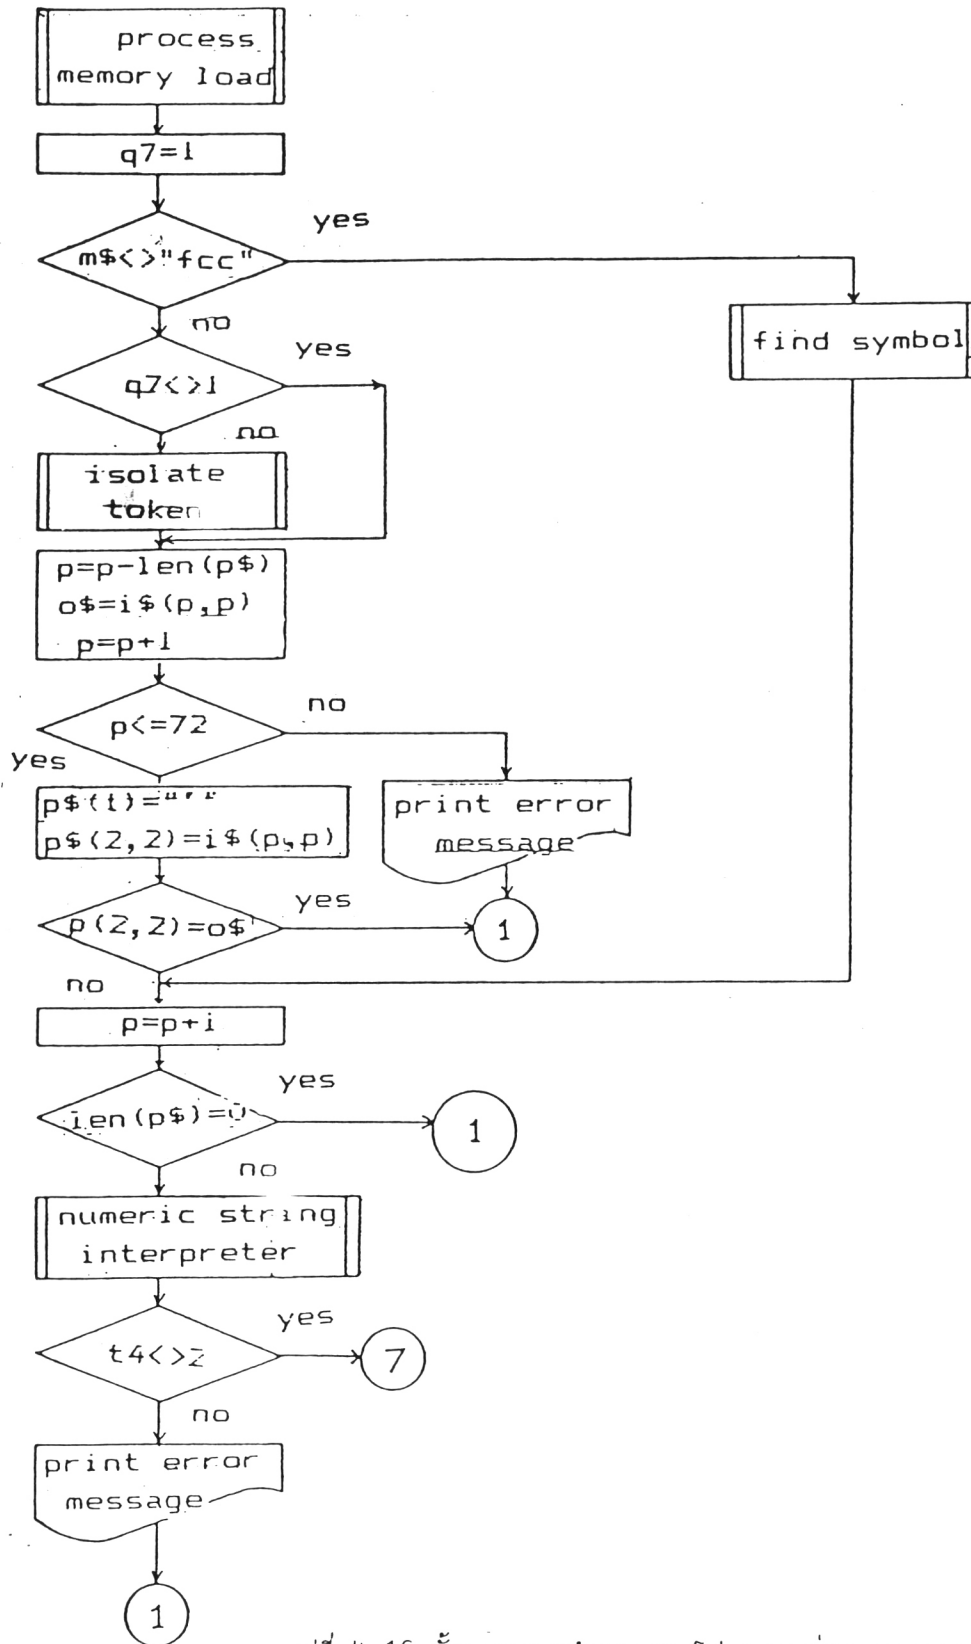 process
memory load
q7=1
yes
m$<>"fcc"
no
find symbol
yes
q7<>1
no
isolate
token
p=p-len(p$)
o$=i$(p,p)
p=p+1
no
p<=72
yes
print error
message
p$(2,2)=i$(p,p)
yes
p(2,2)=o$
1
no
p=p+i
yes
len(p$)=0
1
no
numeric string
interpreter
yes
t4<>2
7
no
print error
message
1